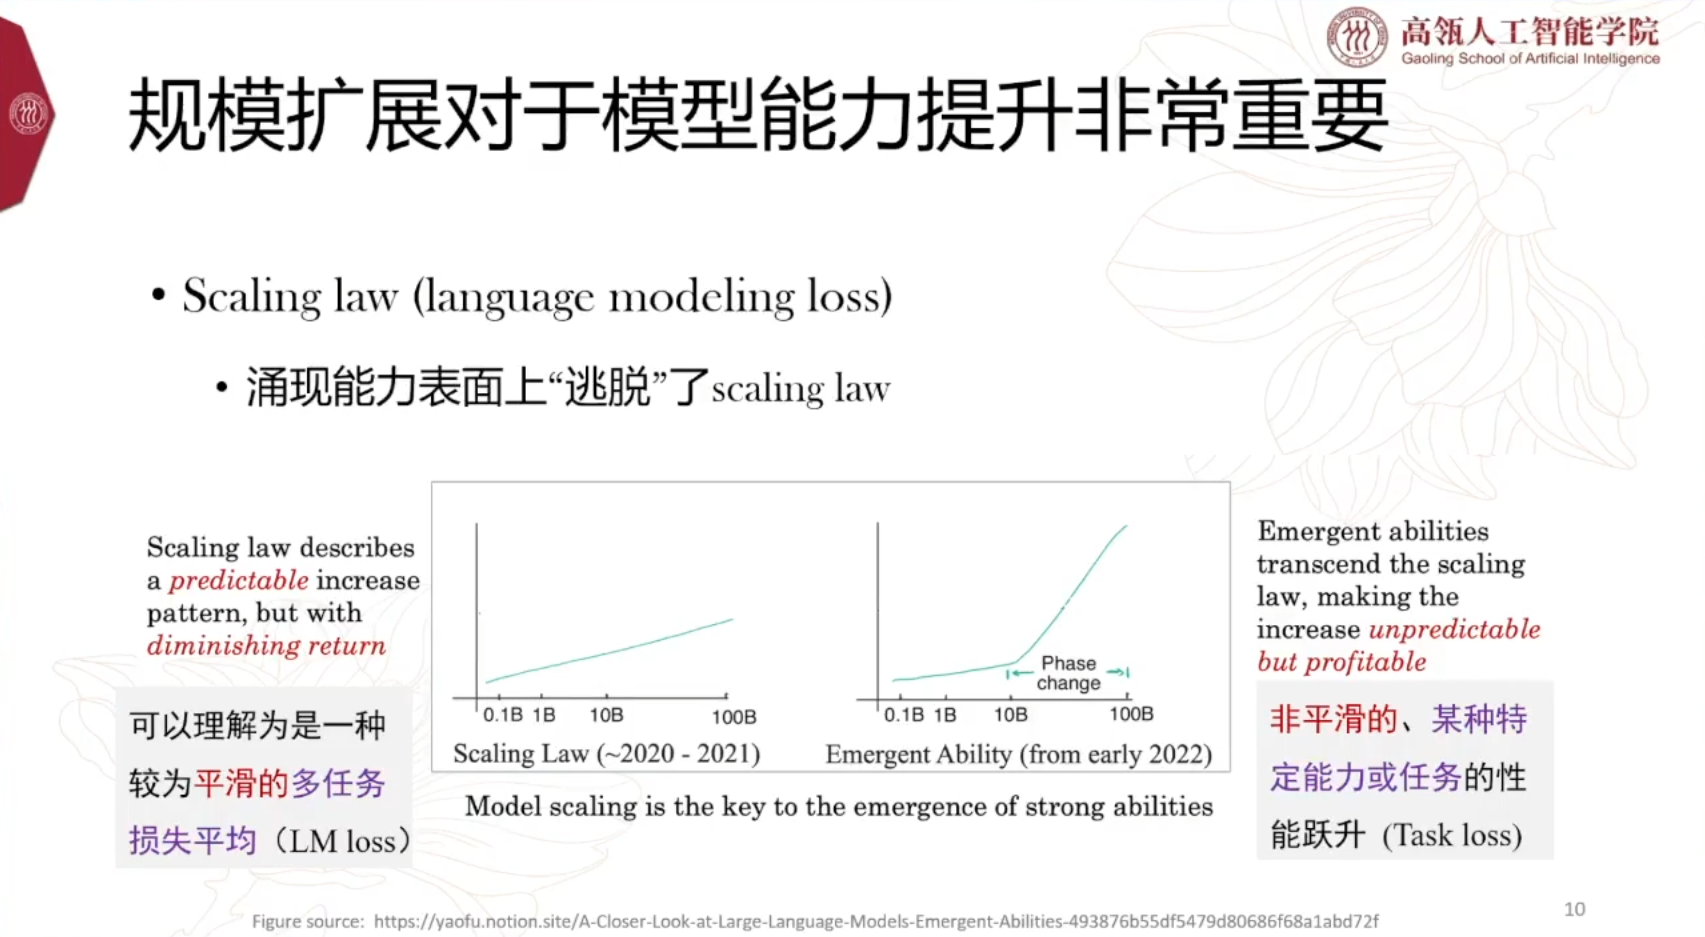 高瓴人工智能学院
Gaoling School of Artificial Intelligence
规模扩展对于模型能力提升非常重要
• Scaling law (language modeling loss)
• 涌现能力表面上“逃脱”了scaling law
Scaling law describes
a predictable increase
pattern, but with
diminishing return
可以理解为是一种
较为平滑的多任务
损失平均（LM loss）
0.1B 1B 10B 100B
Scaling Law (~2020 - 2021)
Phase
change
0.1B 1B 10B 100B
Emergent Ability (from early 2022)
Model scaling is the key to the emergence of strong abilities
Emergent abilities
transcend the scaling
law, making the
increase unpredictable
but profitable
非平滑的、某种特
定能力或任务的性
能跃升 (Task loss)
Figure source: https://yaofu.notion.site/A-Closer-Look-at-Large-Language-Models-Emergent-Abilities-493876b55df5479d80686f68a1abd72f
10